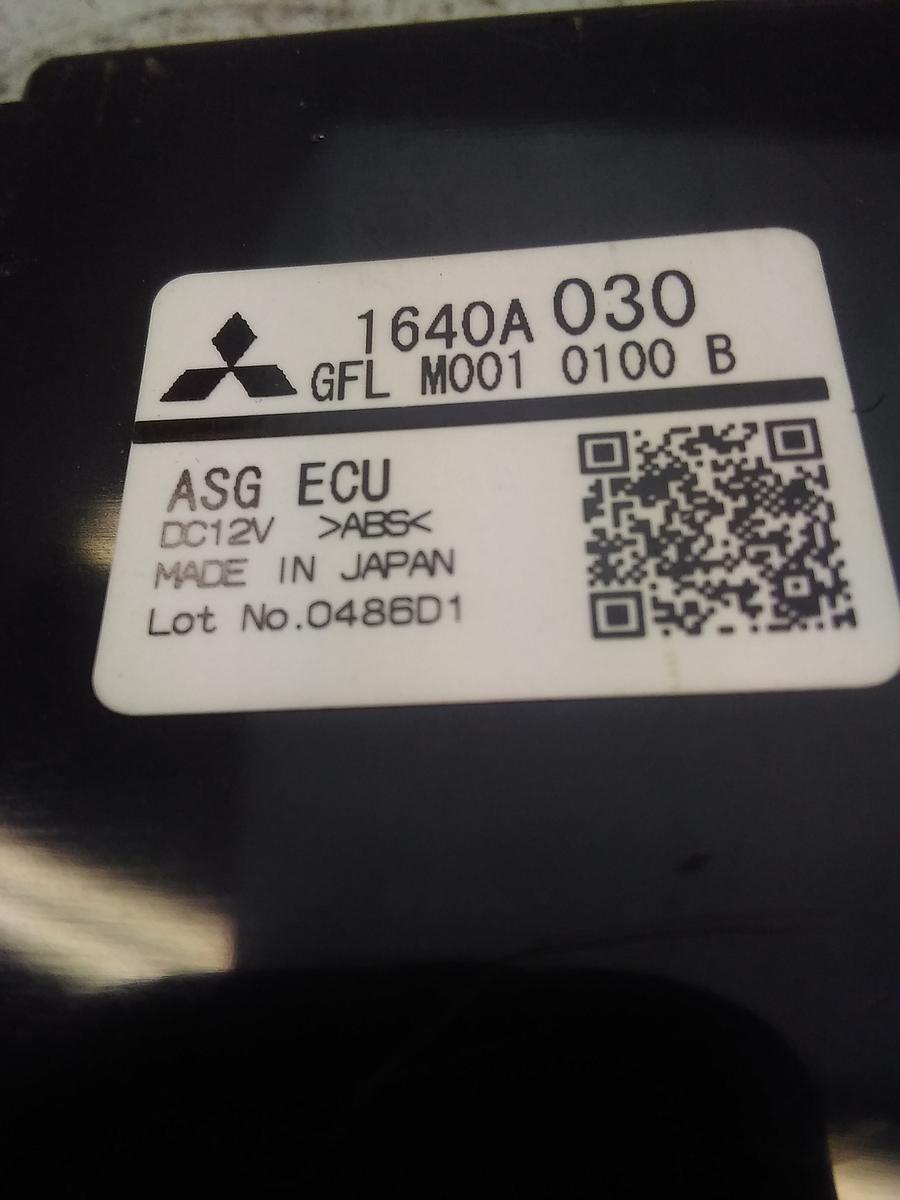 1640A 030
GFL M001 0100 B
ASG ECU
DC12V >ABS<
MADE IN JAPAN
Lot No.0486D1